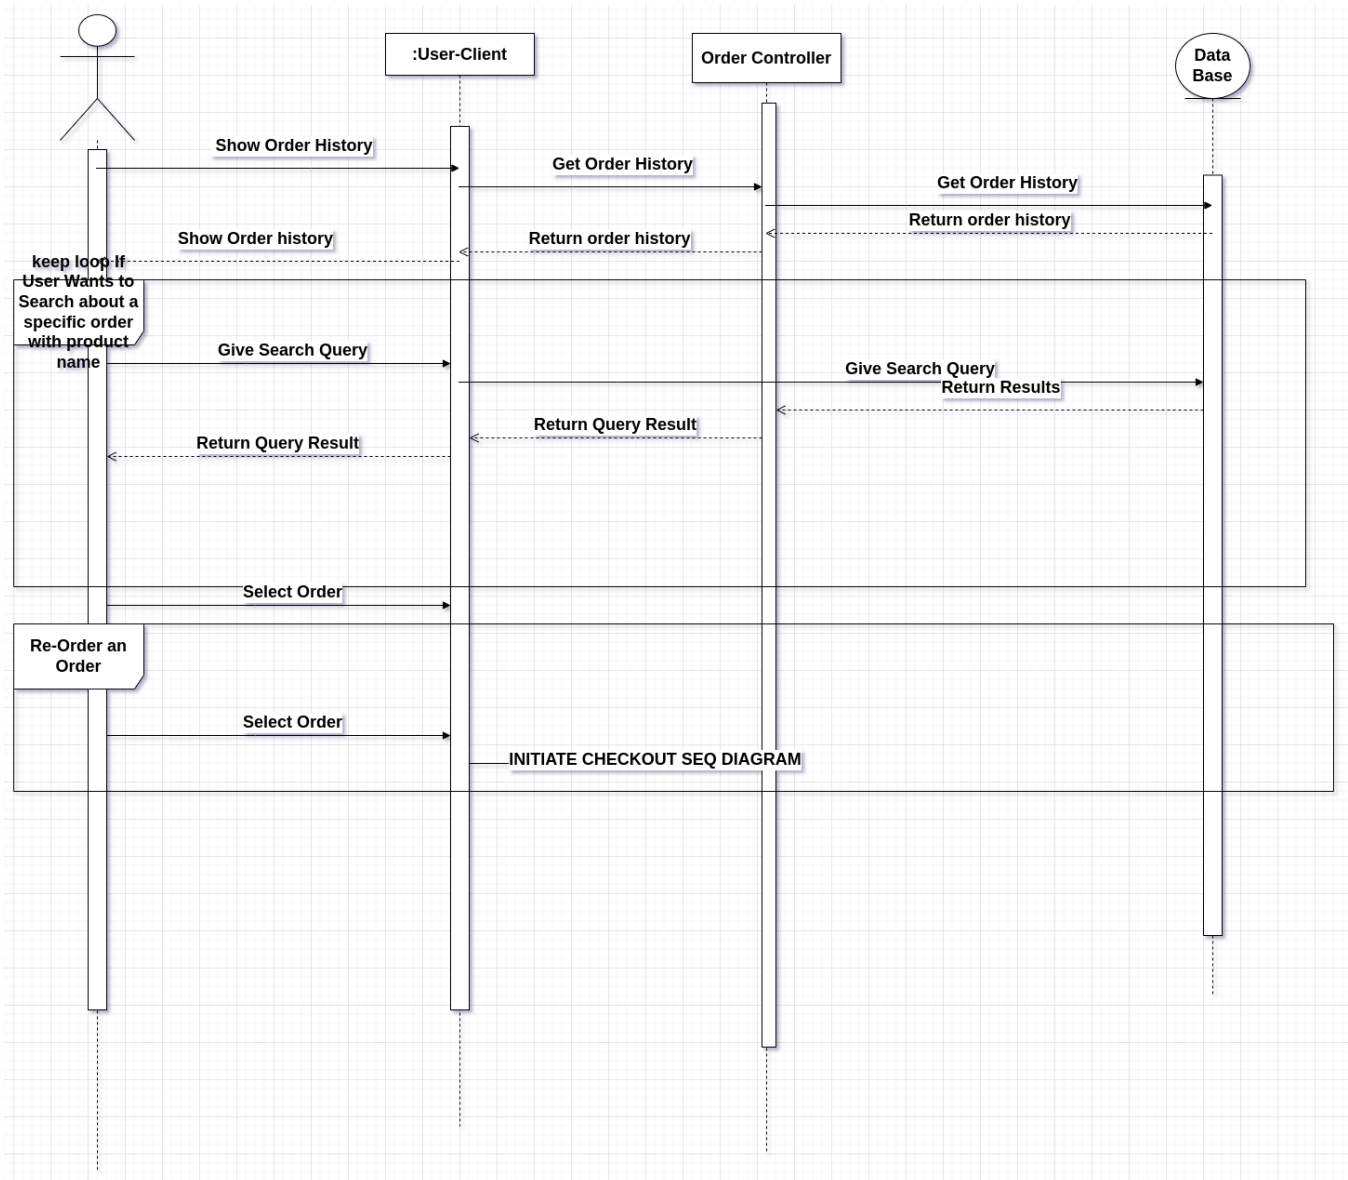 :User-Client
Order Controller
Data
Base
Show Order History
Get Order History
Get Order History
Return order history
Return order history
Show Order history
keep loop If
User Wants to
Search about a
specific order
with product
name
Give Search Query
Give Search Query
Return Results
Return Query Result
Return Query Result
Select Order
Re-Order an
Order
Select Order
INITIATE CHECKOUT SEQ DIAGRAM